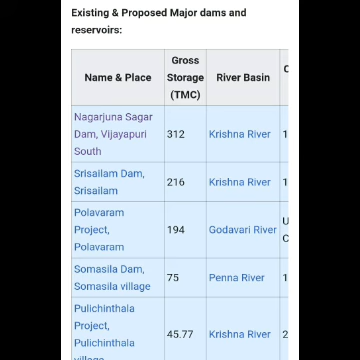 Existing & Proposed Major dams and
reservoirs:
Name & Place
Gross
Storage
(TMC)
River Basin
C
Nagarjuna Sagar
Dam, Vijayapuri
South
312
Krishna River
1
Srisailam Dam,
Srisailam
216
Krishna River
1
Polavaram
Project,
Polavaram
194
Godavari River
U
C
Somasila Dam,
Somasila village
75
Penna River
1
Pulichinthala
Project,
Pulichinthala
village
45.77
Krishna River
2